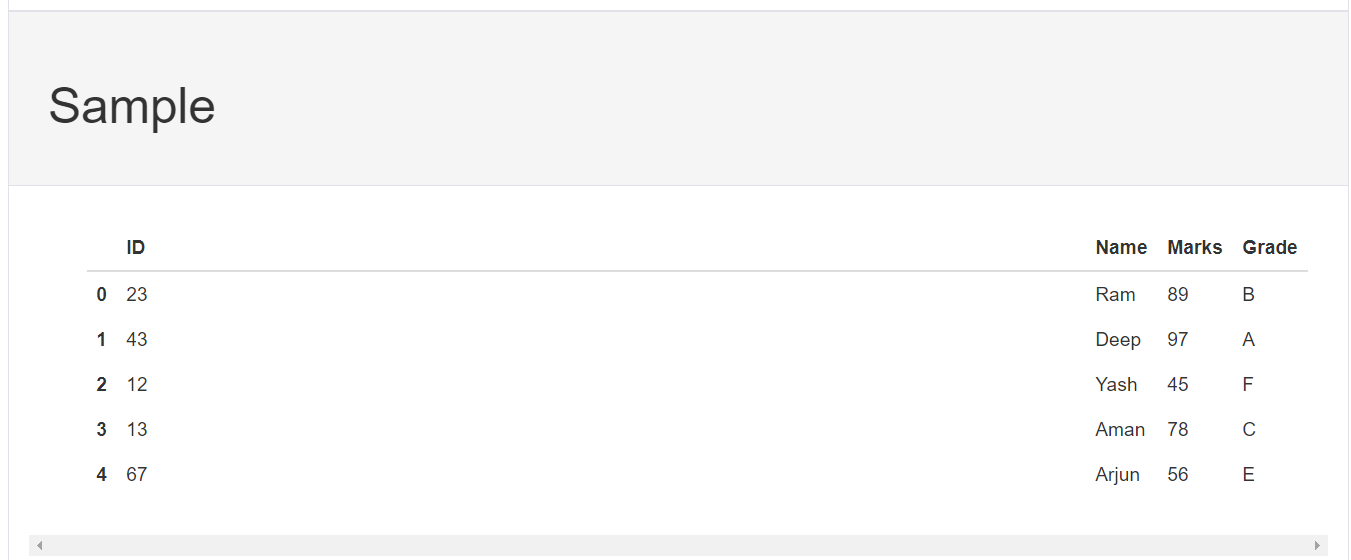 Sample
ID Name Marks Grade
0 23 Ram 89 B
1 43 Deep 97 A
2 12 Yash 45 F
3 13 Aman 78 C
4 67 Arjun 56 E